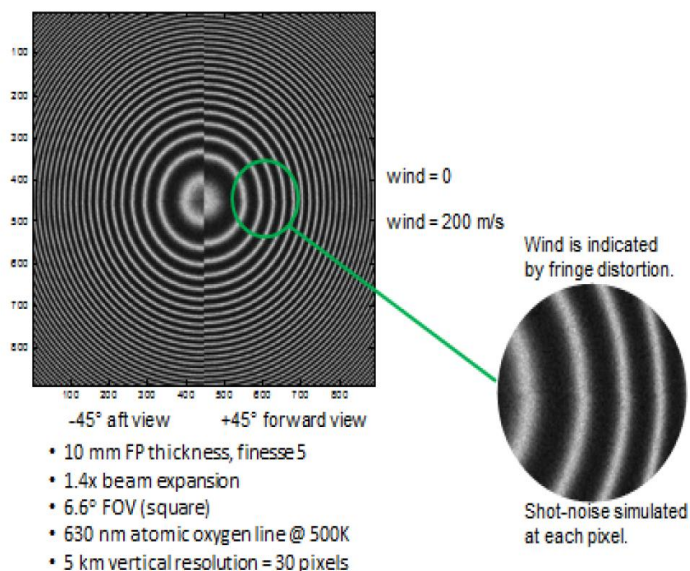 100
200
300
400
500
600
700
800
100 200 300 400 500 600 700 800
-45° aft view +45° forward view
wind = 0
wind = 200 m/s
Wind is indicated
by fringe distortion.
Shot-noise simulated
at each pixel.
• 10 mm FP thickness, finesse 5
• 1.4x beam expansion
• 6.6° FOV (square)
• 630 nm atomic oxygen line @ 500K
• 5 km vertical resolution = 30 pixels